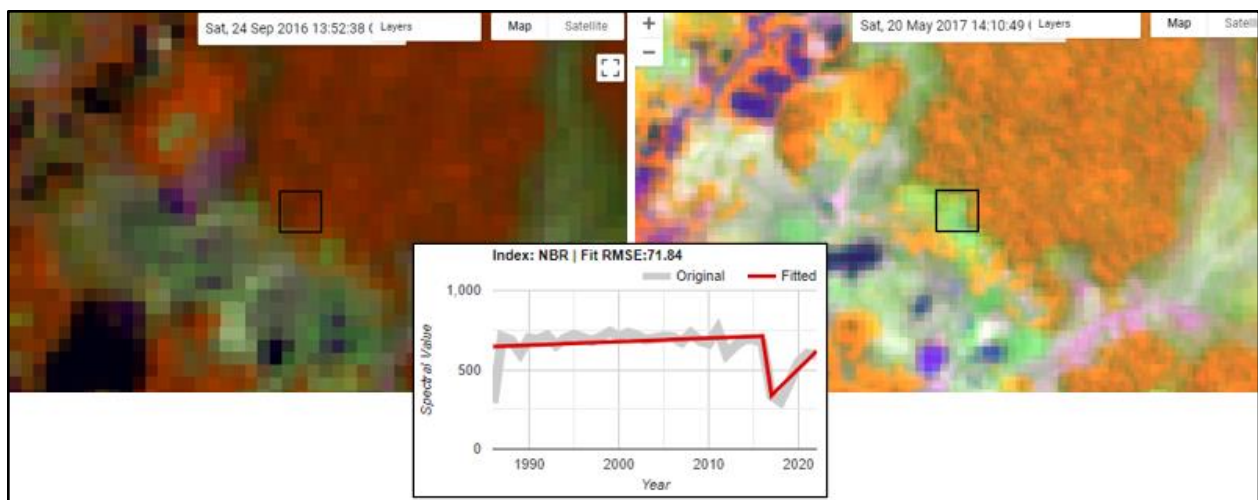 Sat, 24 Sep 2016 13:52:38 (
Layers
Map
Satellite
+
−
Sat, 20 May 2017 14:10:49 (
Layers
Map
Satell
Index: NBR | Fit RMSE:71.84
Original
Fitted
1,000
500
0
Spectral Value
1990
2000
2010
2020
Year